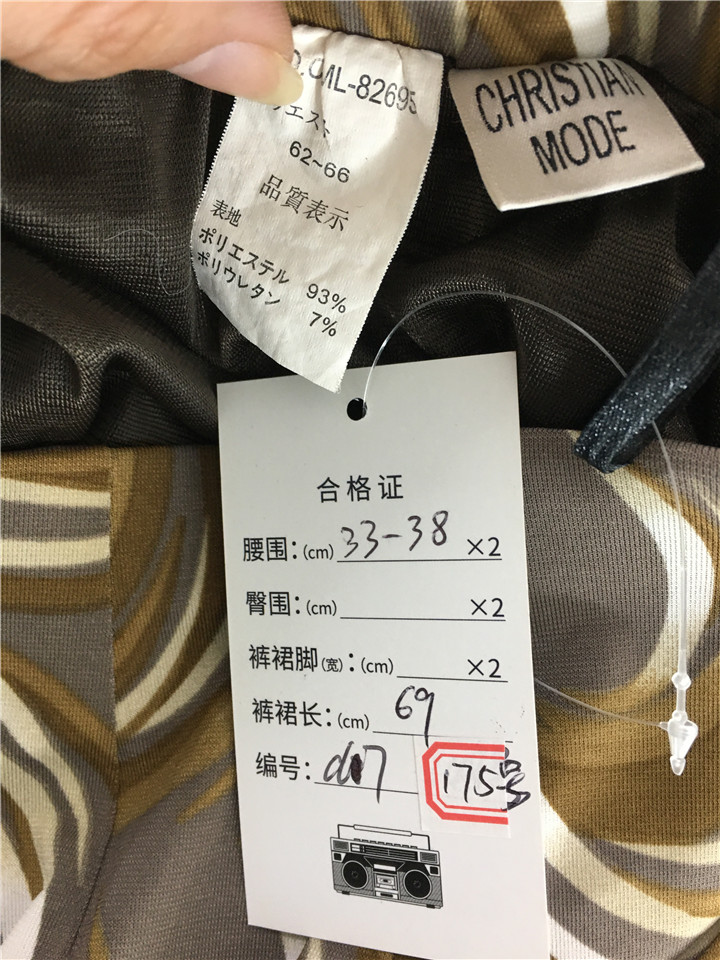 ML-82695
エスト
62~66
品質表示
表地
ポリエステル 93%
ポリウレタン 7%
CHRISTIAN
MODE
合格证
腰围:(cm) 33-38 ×2
臀围:(cm) ×2
裤裙脚(宽):(cm) ×2
裤裙长:(cm) 69
编号:
175号